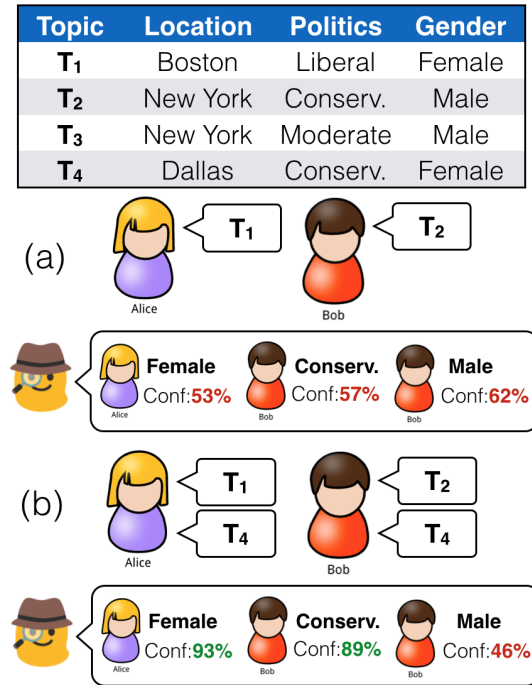 Topic Location Politics Gender
T₁ Boston Liberal Female
T₂ New York Conserv. Male
T₃ New York Moderate Male
T₄ Dallas Conserv. Female
(a)
T₁
T₂
Alice
Bob
Female Conserv. Male
Conf:53% Conf:57% Conf:62%
Alice Bob Bob
(b)
T₁ T₂
T₄ T₄
Alice
Bob
Female Conserv. Male
Conf:93% Conf:89% Conf:46%
Alice Bob Bob